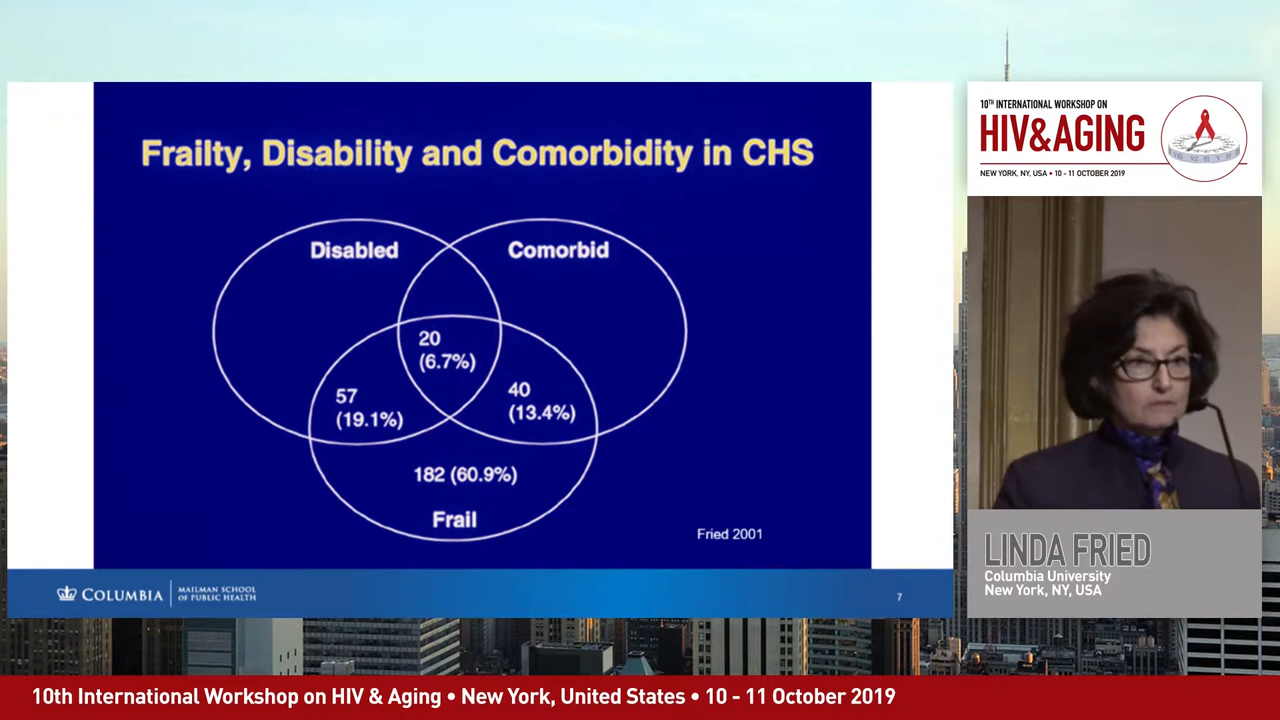 Frailty, Disability and Comorbidity in CHS
Disabled
Comorbid
20
(6.7%)
57
(19.1%)
40
(13.4%)
182 (60.9%)
Frail
Fried 2001
COLUMBIA
MAILMAN SCHOOL
OF PUBLIC HEALTH
7
10TH INTERNATIONAL WORKSHOP ON
HIV&AGING
NEW YORK, NY, USA • 10 - 11 OCTOBER 2019
LINDA FRIED
Columbia University
New York, NY, USA
10th International Workshop on HIV & Aging • New York, United States • 10 - 11 October 2019